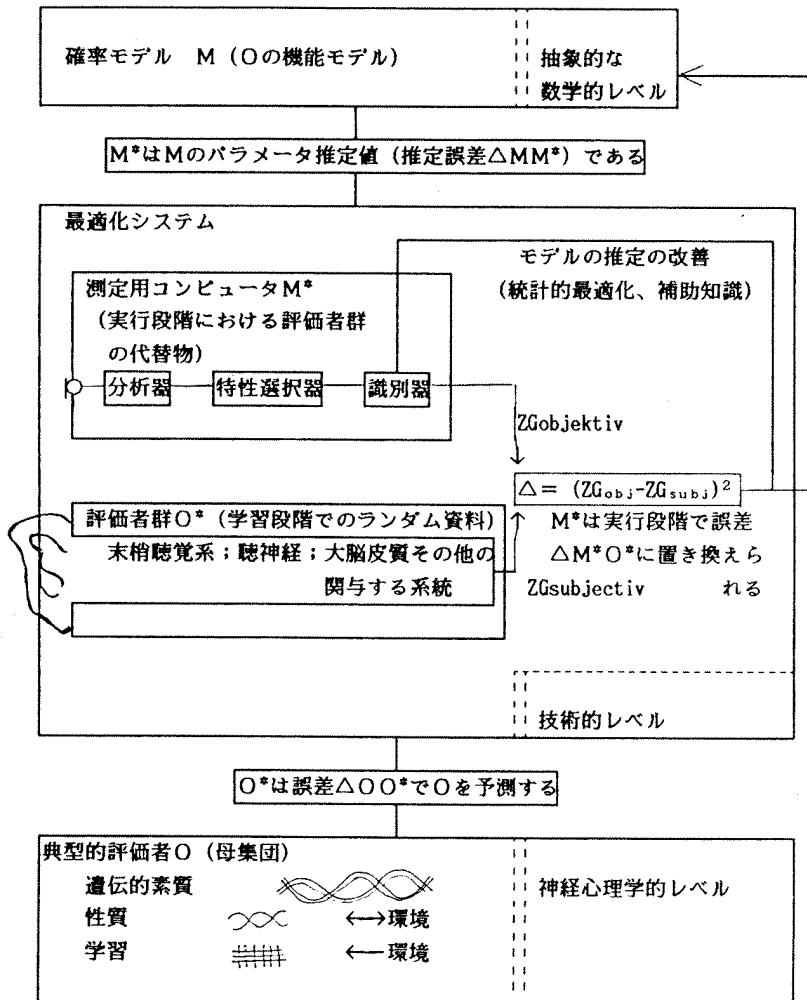 確率モデル M（Oの機能モデル）
抽象的な
数学的レベル
M*はMのパラメータ推定値（推定誤差△MM*）である
最適化システム
モデルの推定の改善
（統計的最適化、補助知識）
測定用コンピュータM*
（実行段階における評価者群
の代替物）
分析器
特性選択器
識別器
ZGobjektiv
△＝（ZGobj-ZGsubj）²
評価者群O*（学習段階でのランダム資料）
末梢聴覚系；聴神経；大脳皮質その他の
関与する系統
M*は実行段階で誤差
△M*O*に置き換えら
れる
ZGsubjectiv
技術的レベル
O*は誤差△OO*でOを予測する
典型的評価者O（母集団）
遺伝的素質
性質
←→環境
学習
←環境
神経心理学的レベル